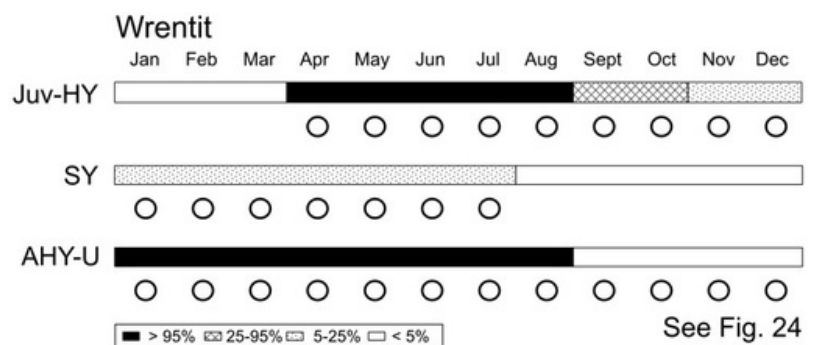 Wrentit
Jan Feb Mar Apr May Jun Jul Aug Sept Oct Nov Dec
Juv-HY
SY
AHY-U
> 95% 25-95% 5-25% < 5%
See Fig. 24